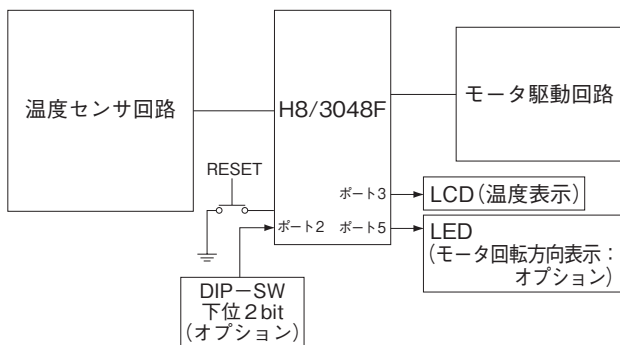 温度センサ回路
H8/3048F
モータ駆動回路
RESET
ポート3
LCD(温度表示)
ポート2
ポート5
LED
(モータ回転方向表示：
オプション)
DIP－SW
下位2bit
(オプション)